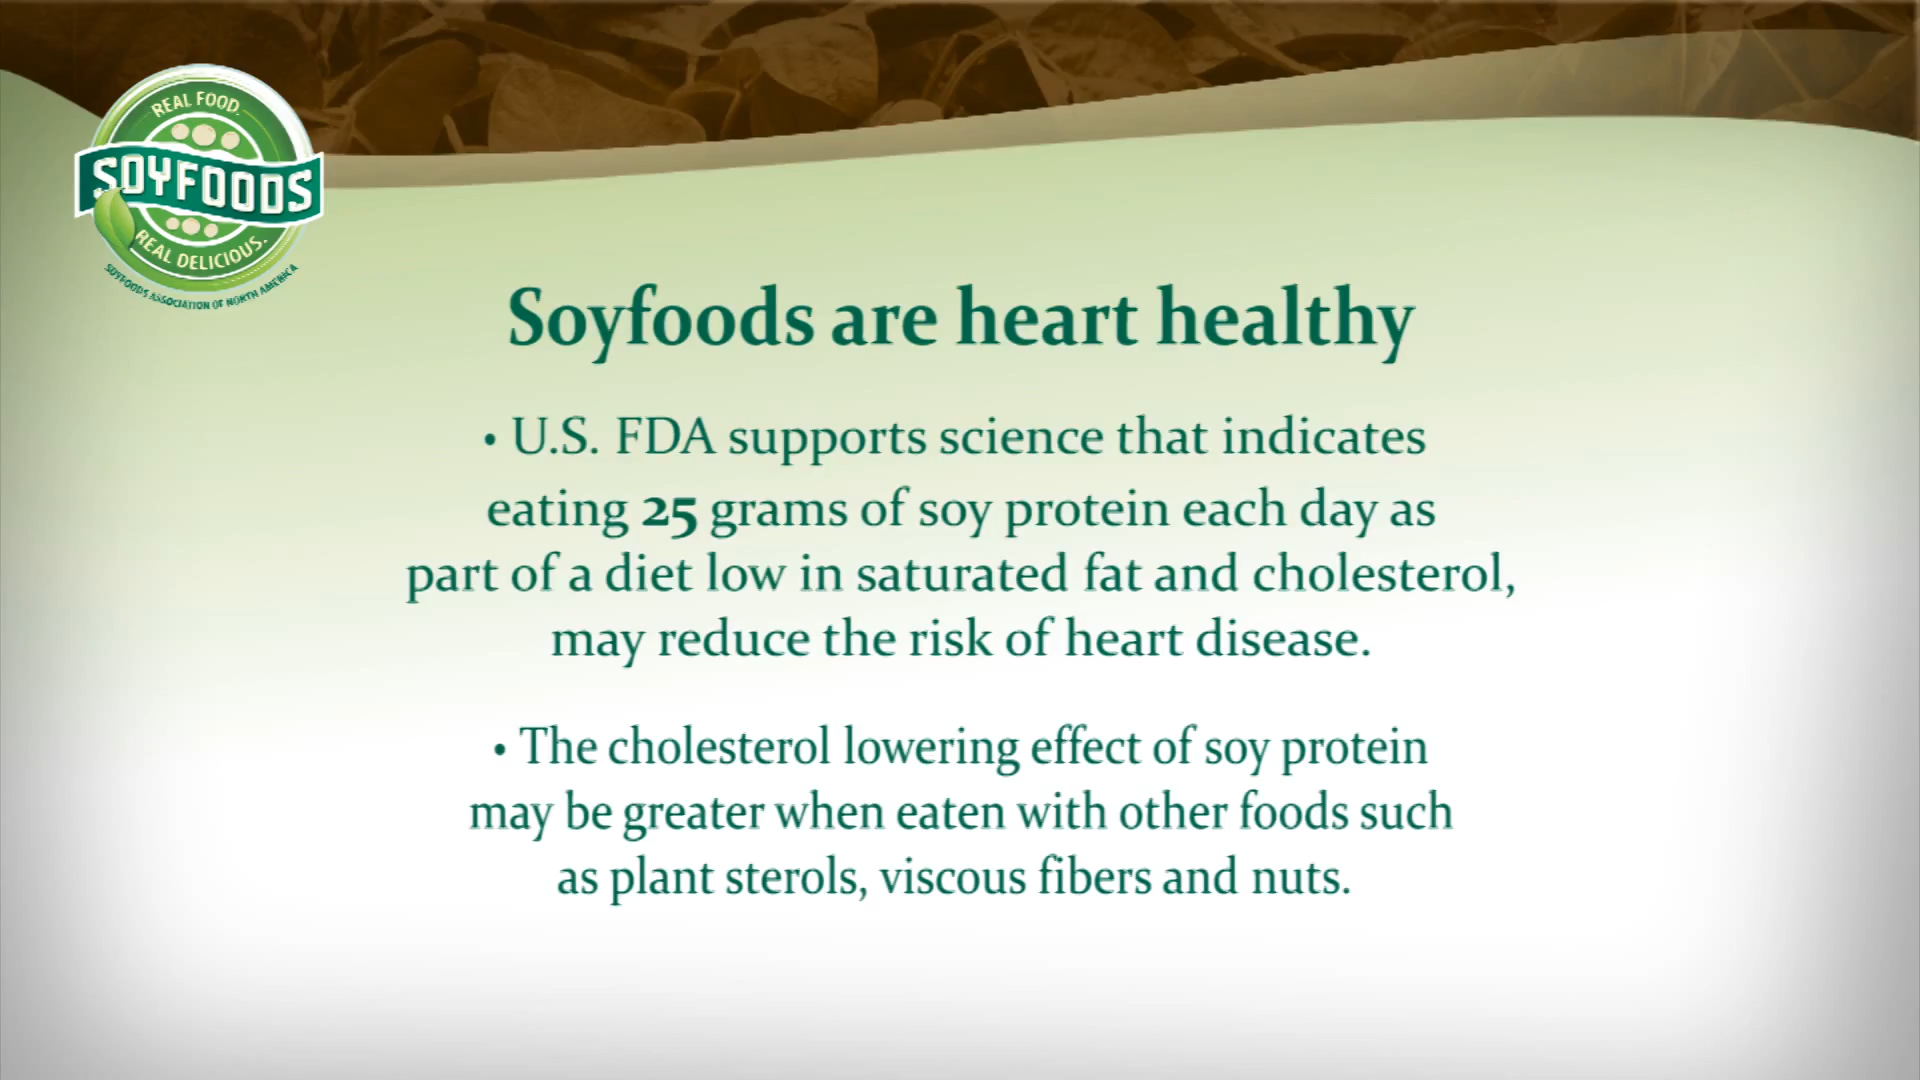 REAL FOOD.
SOYFOODS
REAL DELICIOUS.
SOYFOODS ASSOCIATION OF NORTH AMERICA
Soyfoods are heart healthy
• U.S. FDA supports science that indicates
eating 25 grams of soy protein each day as
part of a diet low in saturated fat and cholesterol,
may reduce the risk of heart disease.
• The cholesterol lowering effect of soy protein
may be greater when eaten with other foods such
as plant sterols, viscous fibers and nuts.